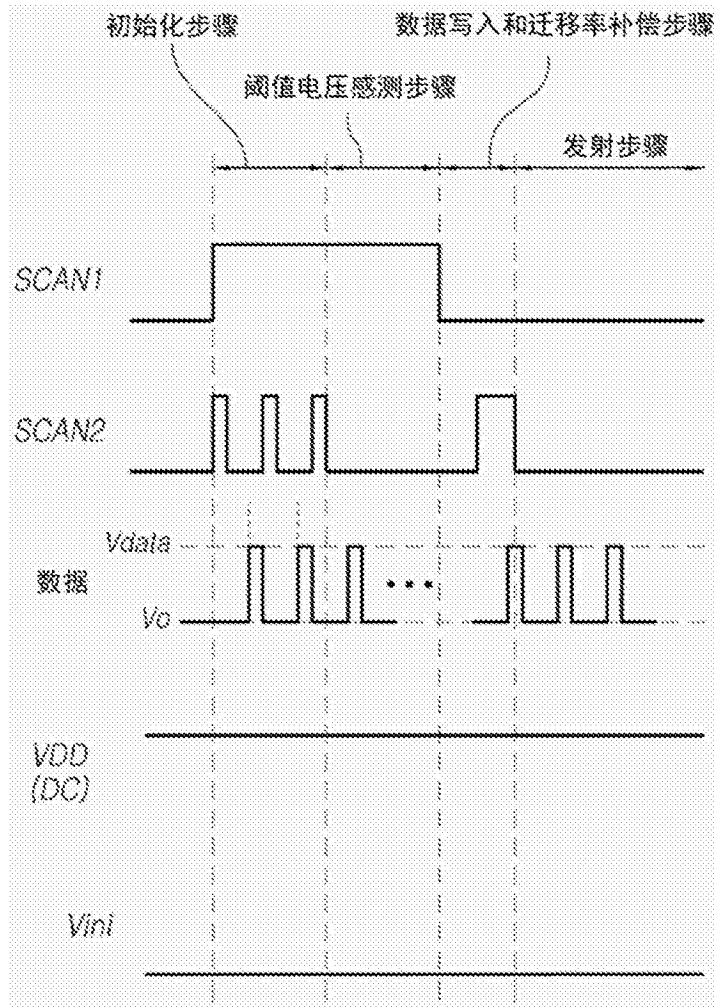 初始化步骤
数据写入和迁移率补偿步骤
阈值电压感测步骤
发射步骤
SCAN1
SCAN2
Vdata
数据
Vo
VDD
(DC)
Vini